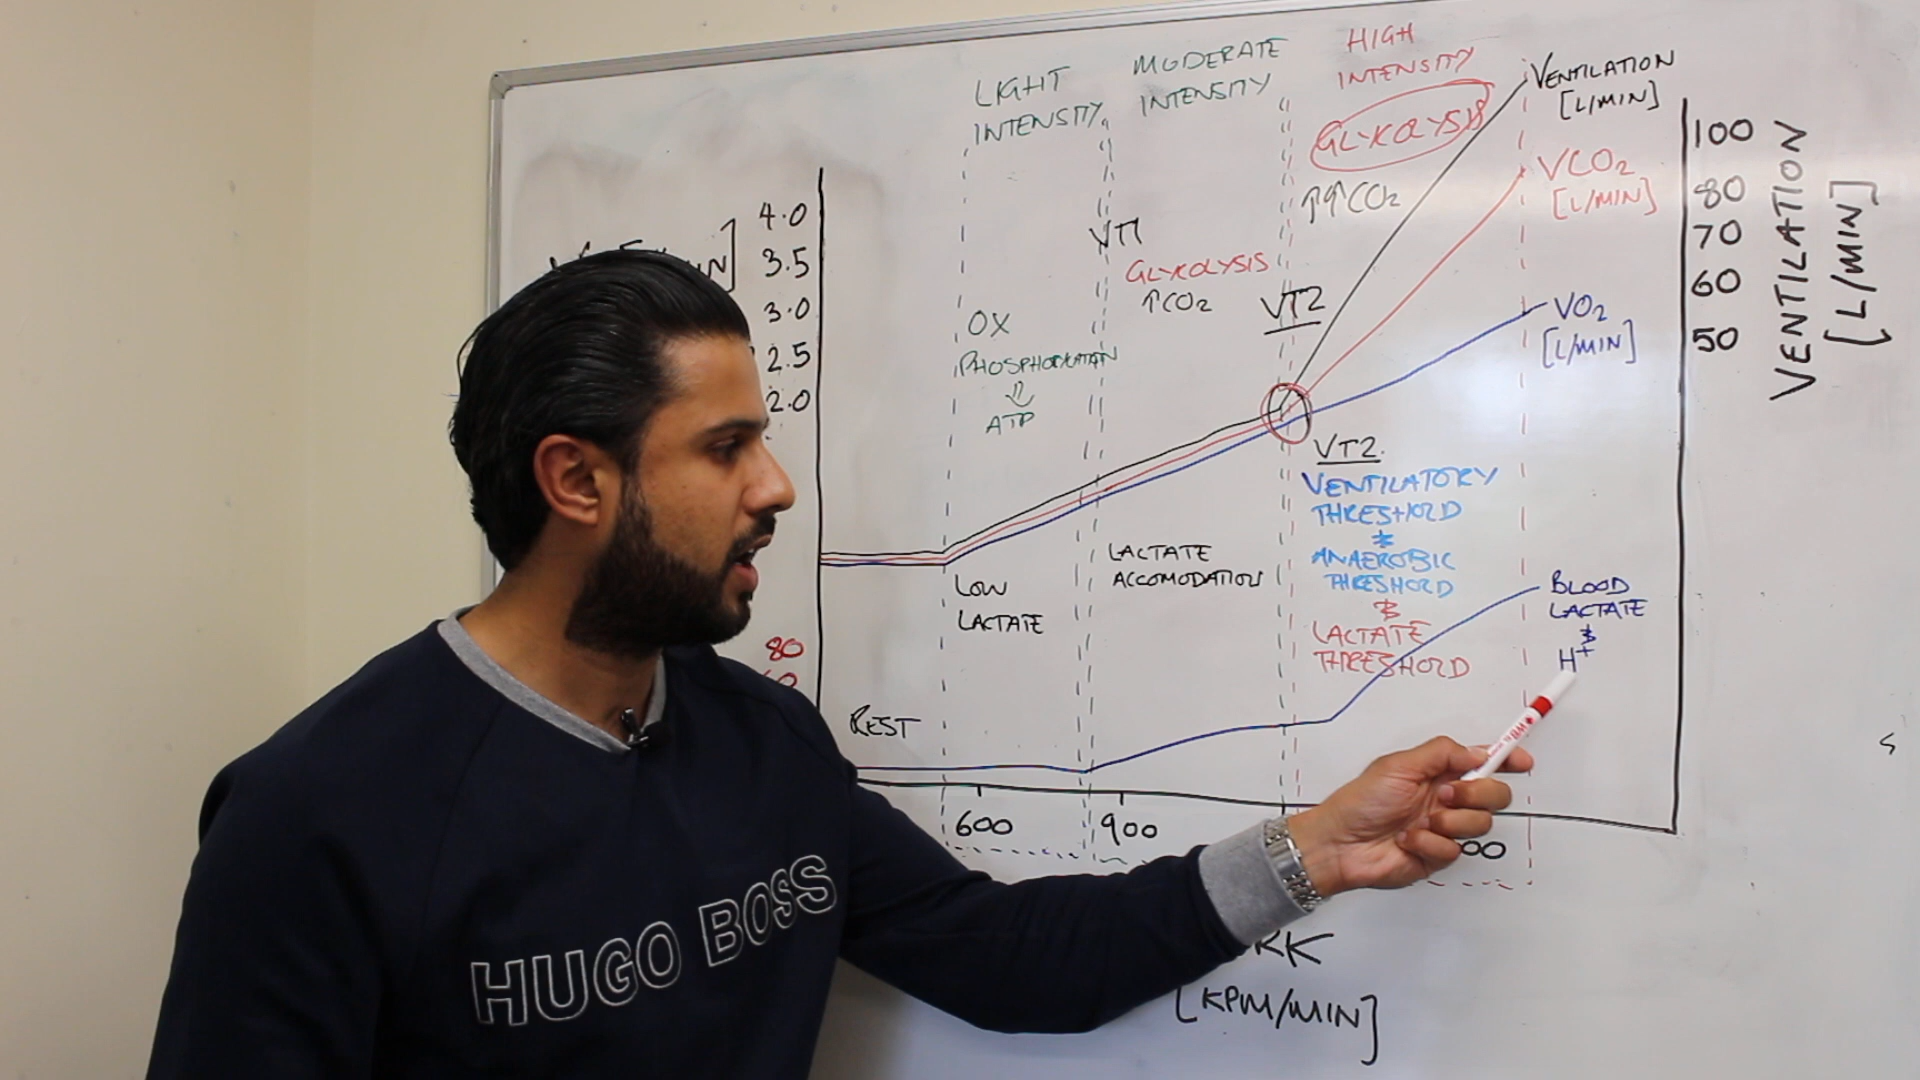 LIGHT
INTENSITY
MODERATE
INTENSITY
HIGH
INTENSITY
GLYKOLYSIS
↑↑CO2
VENTILATION
[L/MIN]
VCO2
[L/MIN]
VO2
[L/MIN]
100
80
70
60
50
VENTILATION
[L/MIN]
4.0
3.5
3.0
2.5
2.0
80
VT1
GLYKOLYSIS
↑CO2
VT2
OX
PHOSPHORYLATION
ATP
VT2.
VENTILATORY
THRESHOLD
&
ANAEROBIC
THRESHOLD
&
LACTATE
THRESHOLD
LOW
LACTATE
LACTATE
ACCOMODATION
BLOOD
LACTATE
&
H+
REST
600
900
[KPM/MIN]
HUGO BOSS